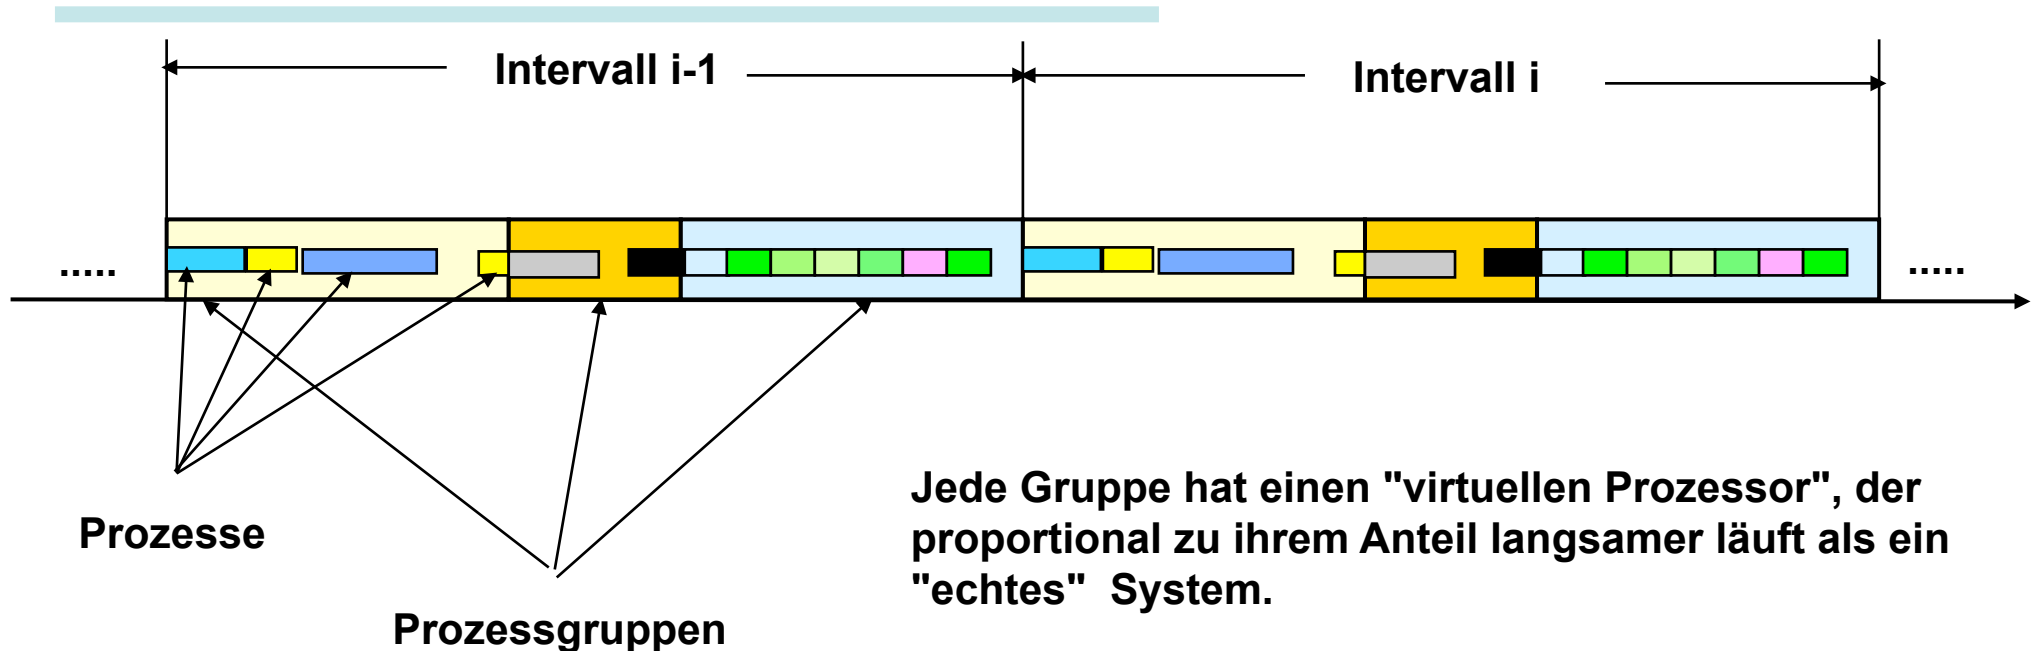 Intervall i-1
Intervall i
.....
.....
Prozesse
Prozessgruppen
Jede Gruppe hat einen "virtuellen Prozessor", der
proportional zu ihrem Anteil langsamer läuft als ein
"echtes" System.